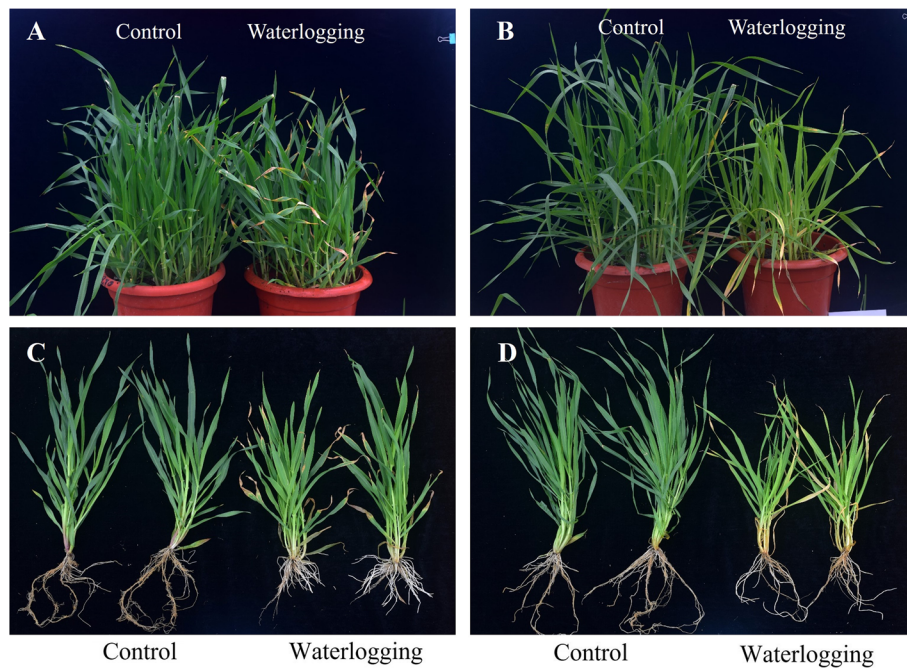 A Control Waterlogging
B Control Waterlogging
C
D
Control Waterlogging
Control Waterlogging